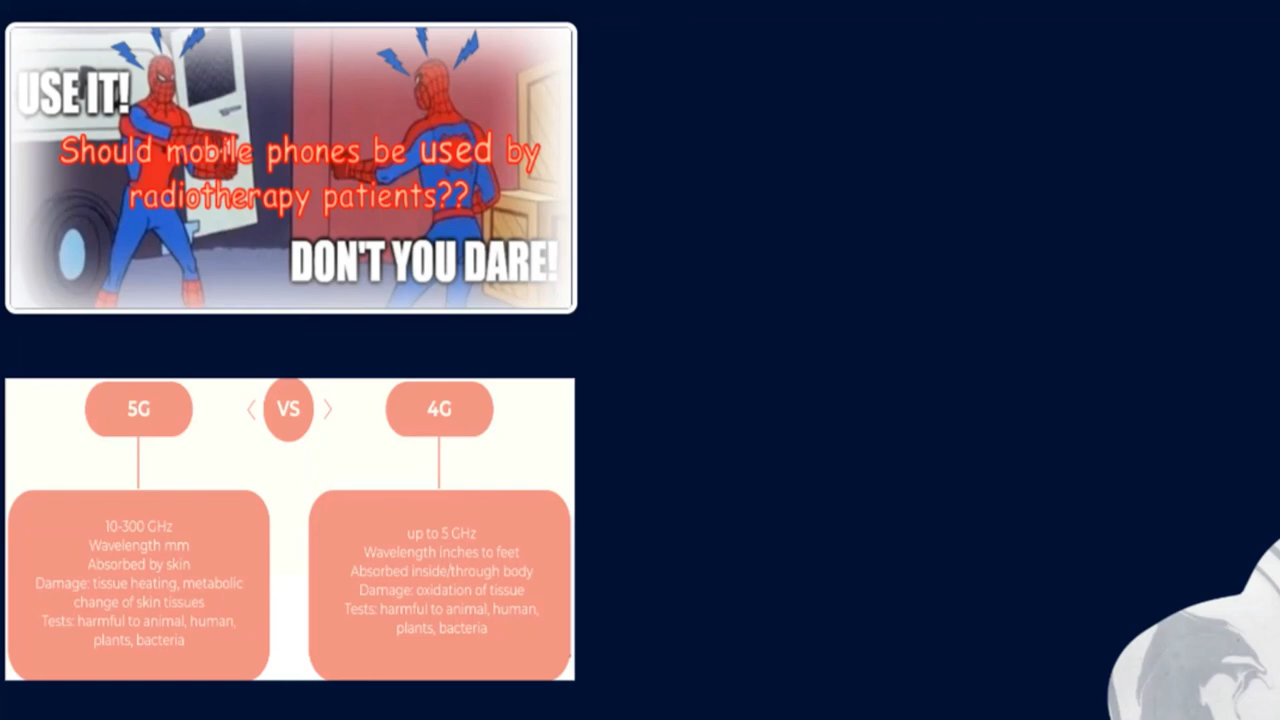 USE IT!
Should mobile phones be used by
radiotherapy patients??
DON'T YOU DARE!
5G
VS
4G
10-300 GHz
Wavelength mm
Absorbed by skin
Damage: tissue heating, metabolic
change of skin tissues
Tests: harmful to animal, human,
plants, bacteria
up to 5 GHz
Wavelength inches to feet
Absorbed inside/through body
Damage: oxidation of tissue
Tests: harmful to animal, human,
plants, bacteria